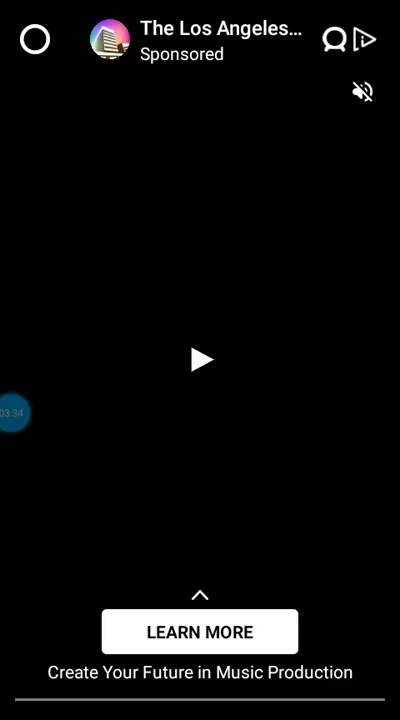 The Los Angeles...
Sponsored
03:34
LEARN MORE
Create Your Future in Music Production